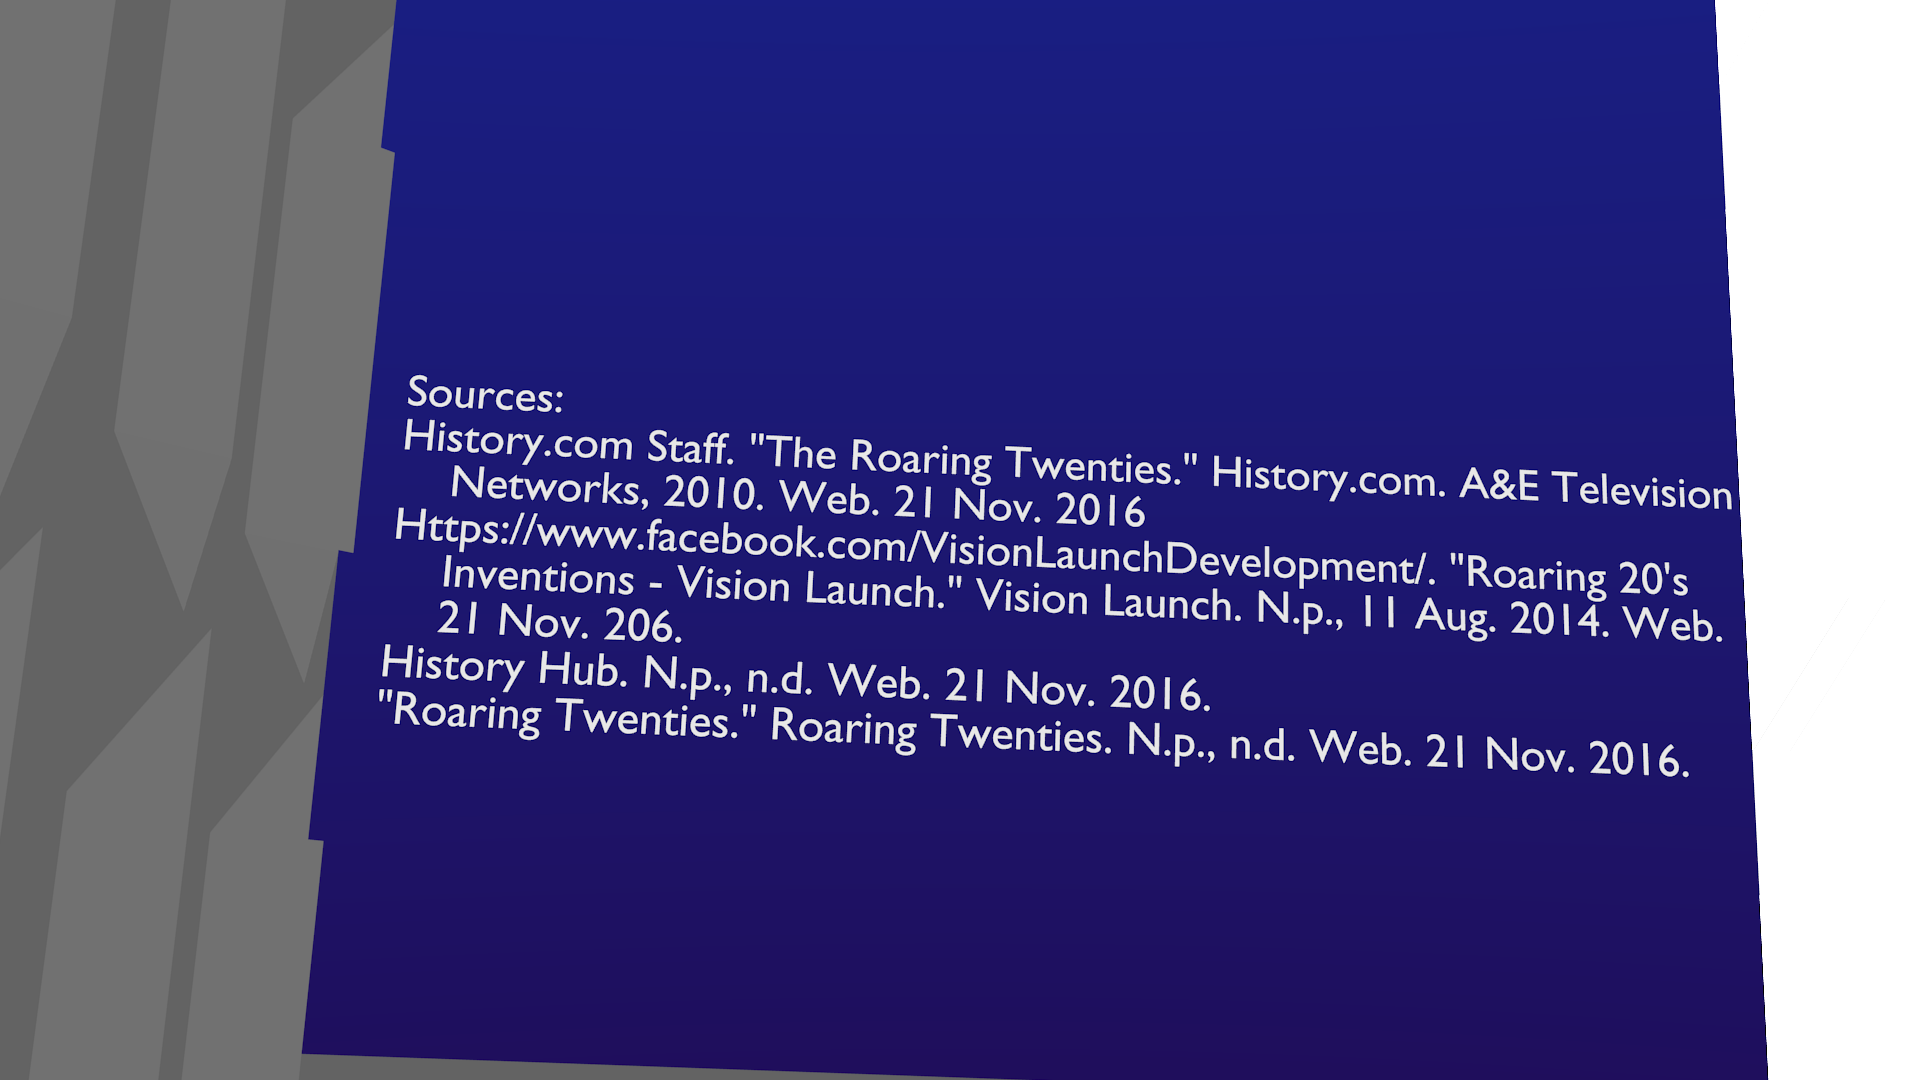 Sources:
History.com Staff. "The Roaring Twenties." History.com. A&E Television
Networks, 2010. Web. 21 Nov. 2016
Https://www.facebook.com/VisionLaunchDevelopment/. "Roaring 20's
Inventions - Vision Launch." Vision Launch. N.p., 11 Aug. 2014. Web.
21 Nov. 206.
History Hub. N.p., n.d. Web. 21 Nov. 2016.
"Roaring Twenties." Roaring Twenties. N.p., n.d. Web. 21 Nov. 2016.